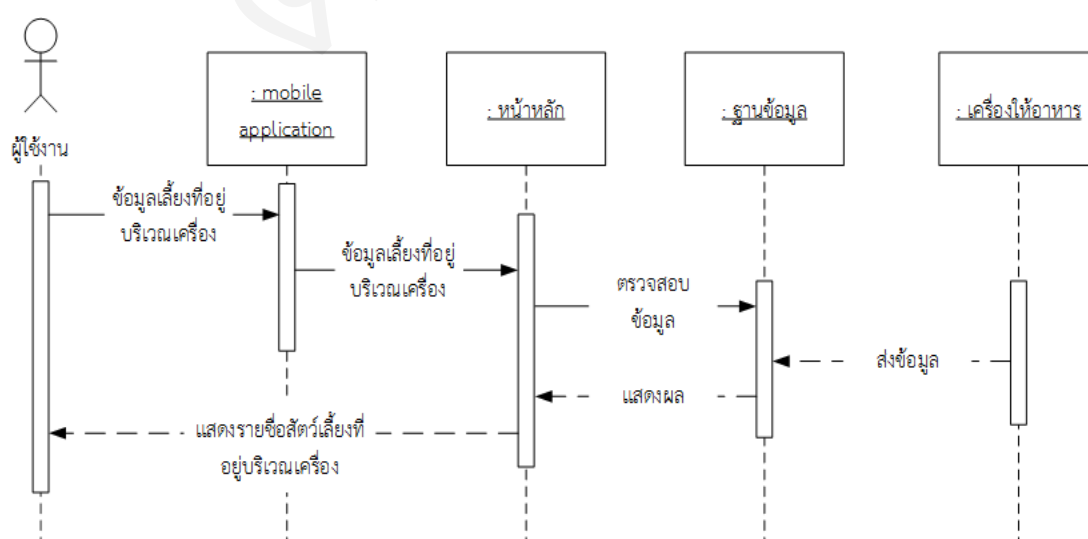 ผู้ใช้งาน
: mobile
application
: หน้าหลัก
: ฐานข้อมูล
: เครื่องให้อาหาร
ข้อมูลเลี้ยงที่อยู่
บริเวณเครื่อง
ข้อมูลเลี้ยงที่อยู่
บริเวณเครื่อง
ตรวจสอบ
ข้อมูล
ส่งข้อมูล
แสดงผล
แสดงรายชื่อสัตว์เลี้ยงที่
อยู่บริเวณเครื่อง